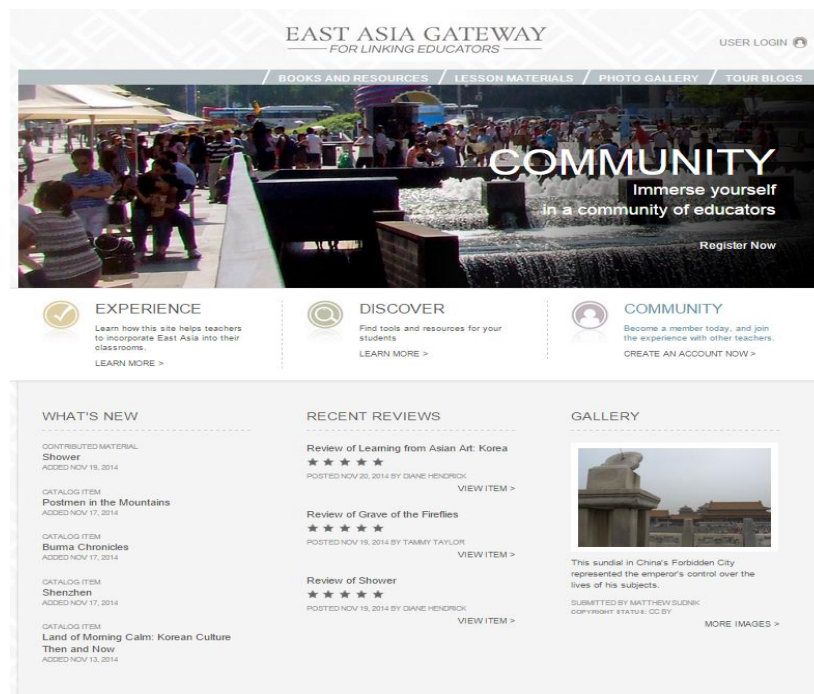 EAST ASIA GATEWAY
FOR LINKING EDUCATORS
USER LOGIN
BOOKS AND RESOURCES / LESSON MATERIALS / PHOTO GALLERY / TOUR BLOGS
COMMUNITY
Immerse yourself
in a community of educators
Register Now
EXPERIENCE
Learn how this site helps teachers
to incorporate East Asia into their
classrooms.
LEARN MORE >
DISCOVER
Find tools and resources for your
students
LEARN MORE >
COMMUNITY
Become a member today, and join
the experience with other teachers.
CREATE AN ACCOUNT NOW >
WHAT'S NEW
CONTRIBUTED MATERIAL
Shower
ADDED NOV 19, 2014
CATALOG ITEM
Postmen in the Mountains
ADDED NOV 17, 2014
CATALOG ITEM
Burma Chronicles
ADDED NOV 17, 2014
CATALOG ITEM
Shenzhen
ADDED NOV 17, 2014
CATALOG ITEM
Land of Morning Calm: Korean Culture
Then and Now
ADDED NOV 13, 2014
RECENT REVIEWS
Review of Learning from Asian Art: Korea
POSTED NOV 20, 2014 BY DIANE HENDRICK
VIEW ITEM >
Review of Grave of the Fireflies
POSTED NOV 19, 2014 BY TAMMY TAYLOR
VIEW ITEM >
Review of Shower
POSTED NOV 19, 2014 BY DIANE HENDRICK
VIEW ITEM >
GALLERY
This sundial in China's Forbidden City
represented the emperor's control over the
lives of his subjects.
SUBMITTED BY MATTHEW SUDNIK
COPYRIGHT STATUS: CC BY
MORE IMAGES >